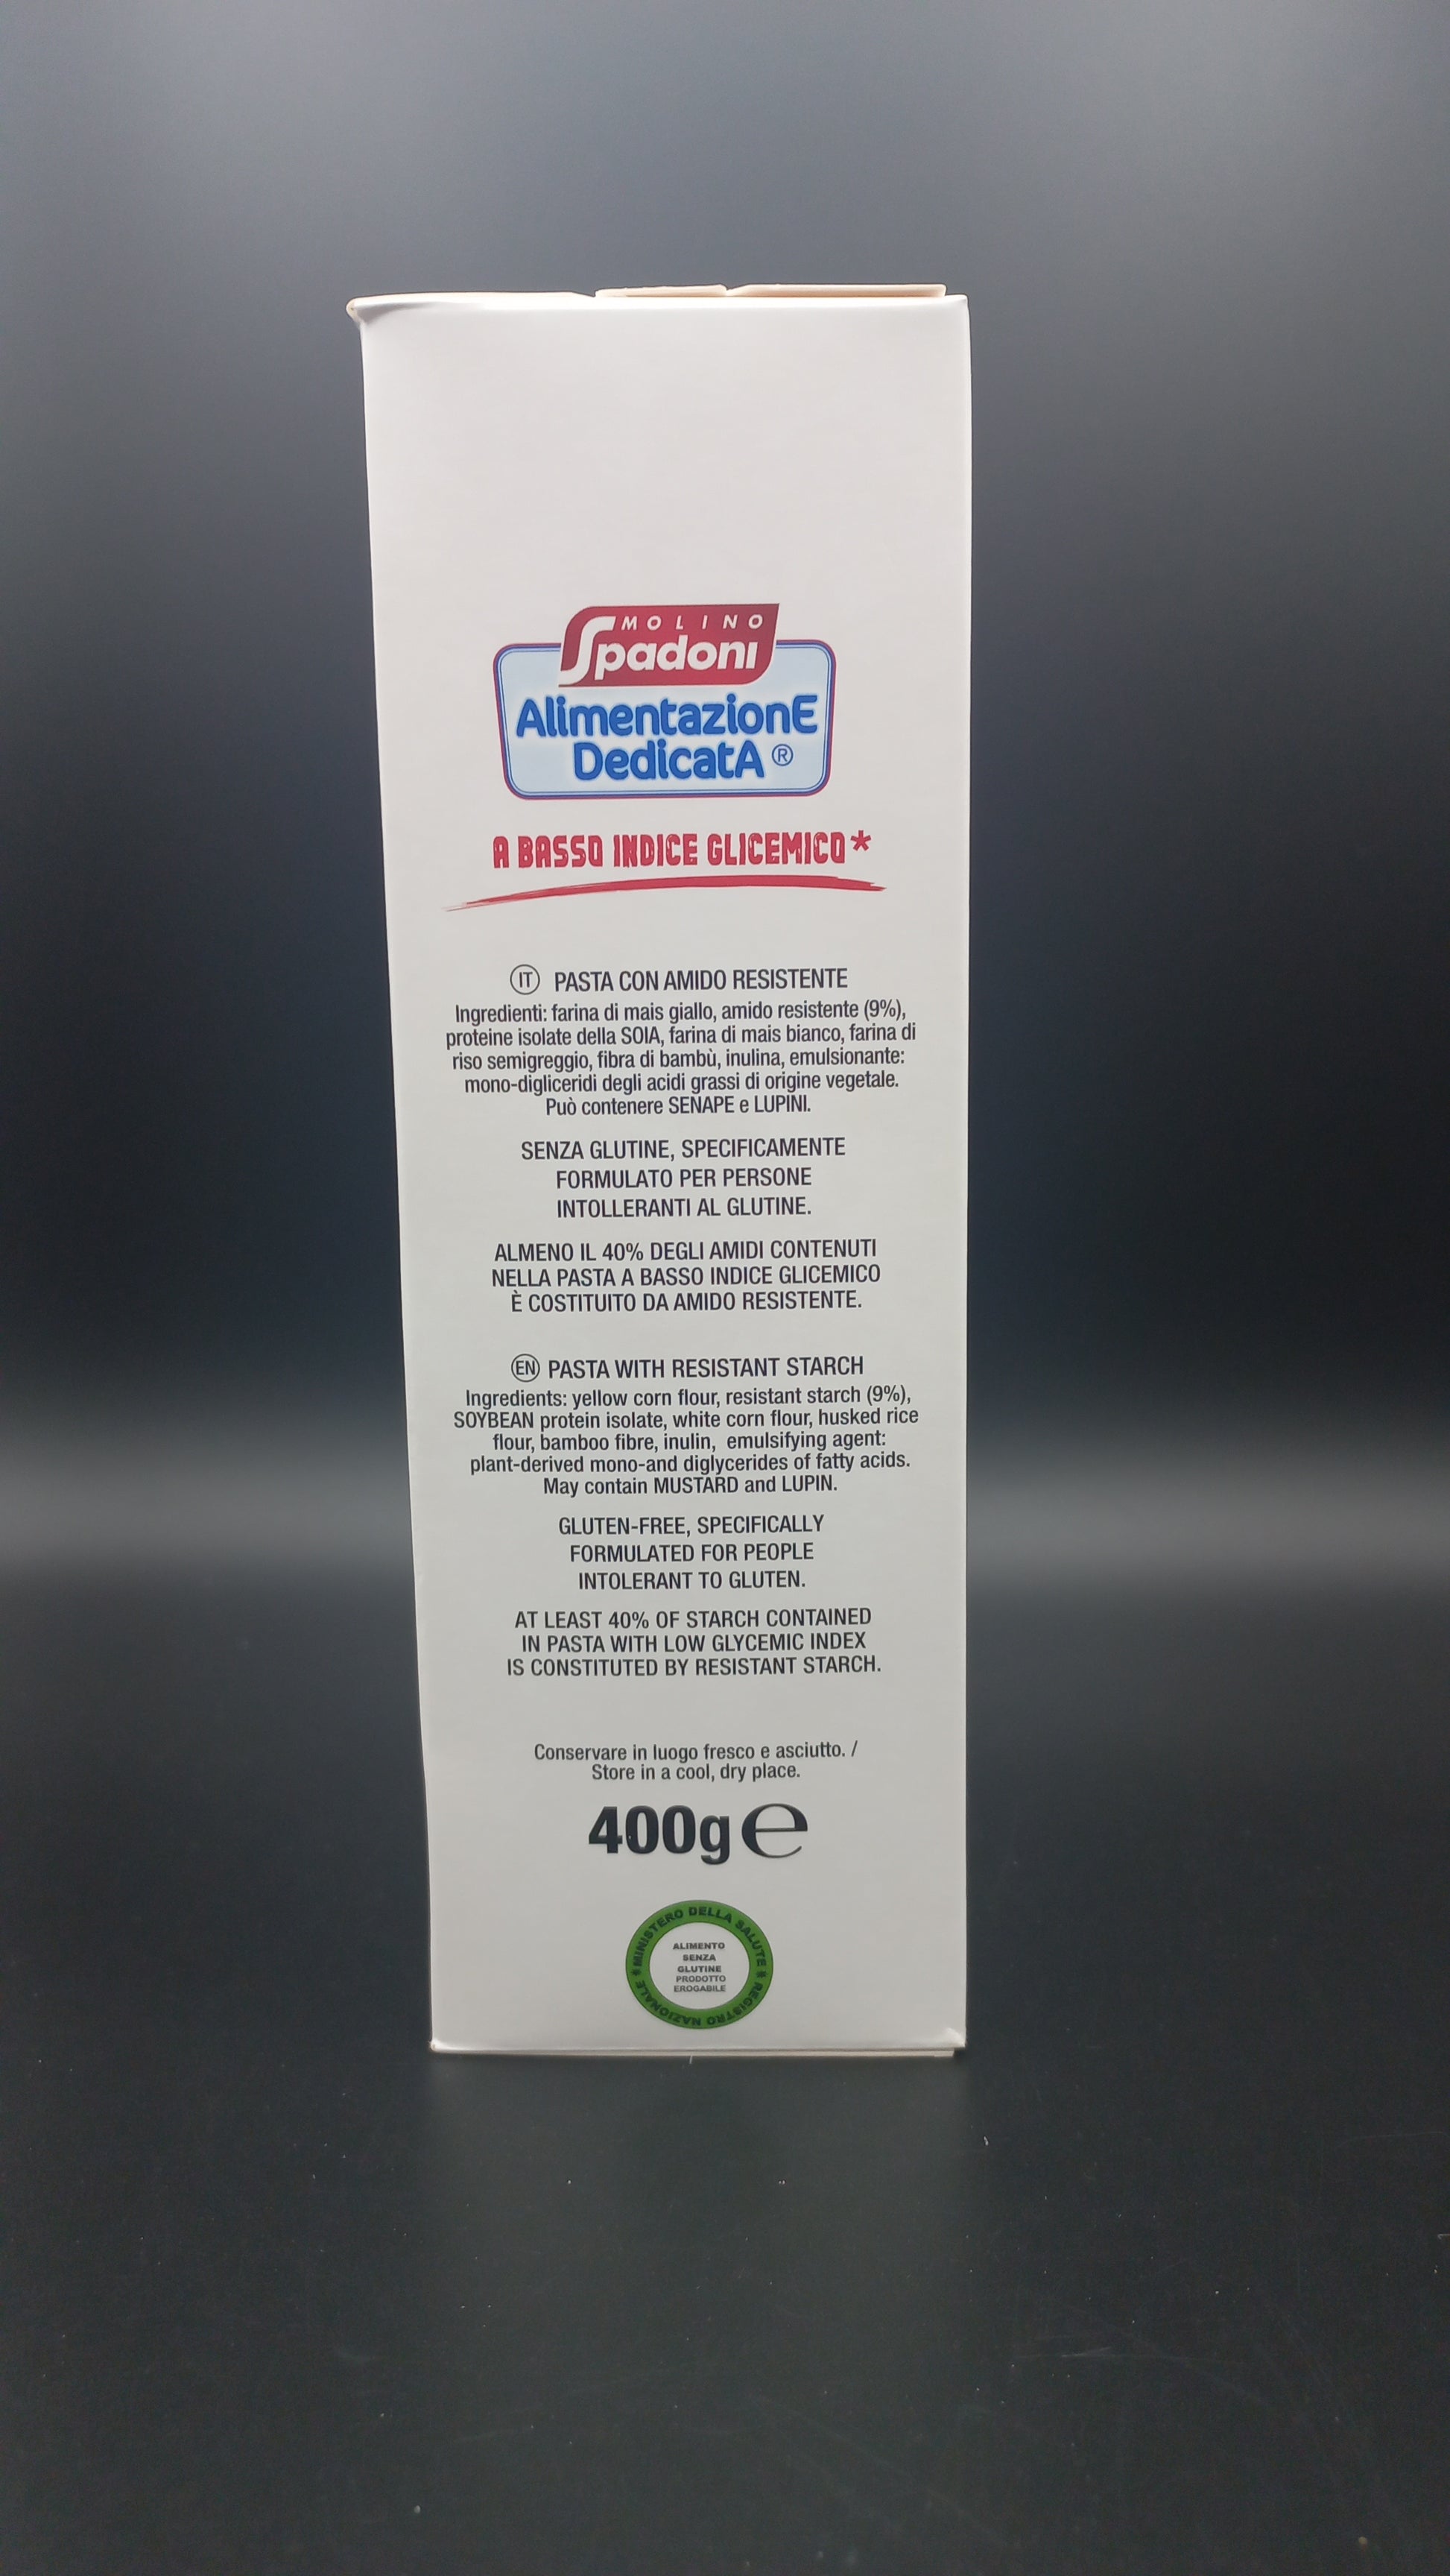 MOLINO
Spadoni
AlimentazionE
DedicatA ®
A BASSO INDICE GLICEMICO*
IT PASTA CON AMIDO RESISTENTE
Ingredienti: farina di mais giallo, amido resistente (9%),
proteine isolate della SOIA, farina di mais bianco, farina di
riso semigreggio, fibra di bambù, inulina, emulsionante:
mono-digliceridi degli acidi grassi di origine vegetale.
Può contenere SENAPE e LUPINI.
SENZA GLUTINE, SPECIFICAMENTE
FORMULATO PER PERSONE
INTOLLERANTI AL GLUTINE.
ALMENO IL 40% DEGLI AMIDI CONTENUTI
NELLA PASTA A BASSO INDICE GLICEMICO
È COSTITUITO DA AMIDO RESISTENTE.
EN PASTA WITH RESISTANT STARCH
Ingredients: yellow corn flour, resistant starch (9%),
SOYBEAN protein isolate, white corn flour, husked rice
flour, bamboo fibre, inulin, emulsifying agent:
plant-derived mono-and diglycerides of fatty acids.
May contain MUSTARD and LUPIN.
GLUTEN-FREE, SPECIFICALLY
FORMULATED FOR PEOPLE
INTOLERANT TO GLUTEN.
AT LEAST 40% OF STARCH CONTAINED
IN PASTA WITH LOW GLYCEMIC INDEX
IS CONSTITUTED BY RESISTANT STARCH.
Conservare in luogo fresco e asciutto. /
Store in a cool, dry place.
400g e
MINISTERO DELLA SALUTE * REGISTRO NAZIONALE *
ALIMENTO
SENZA
GLUTINE
PRODOTTO
EROGABILE